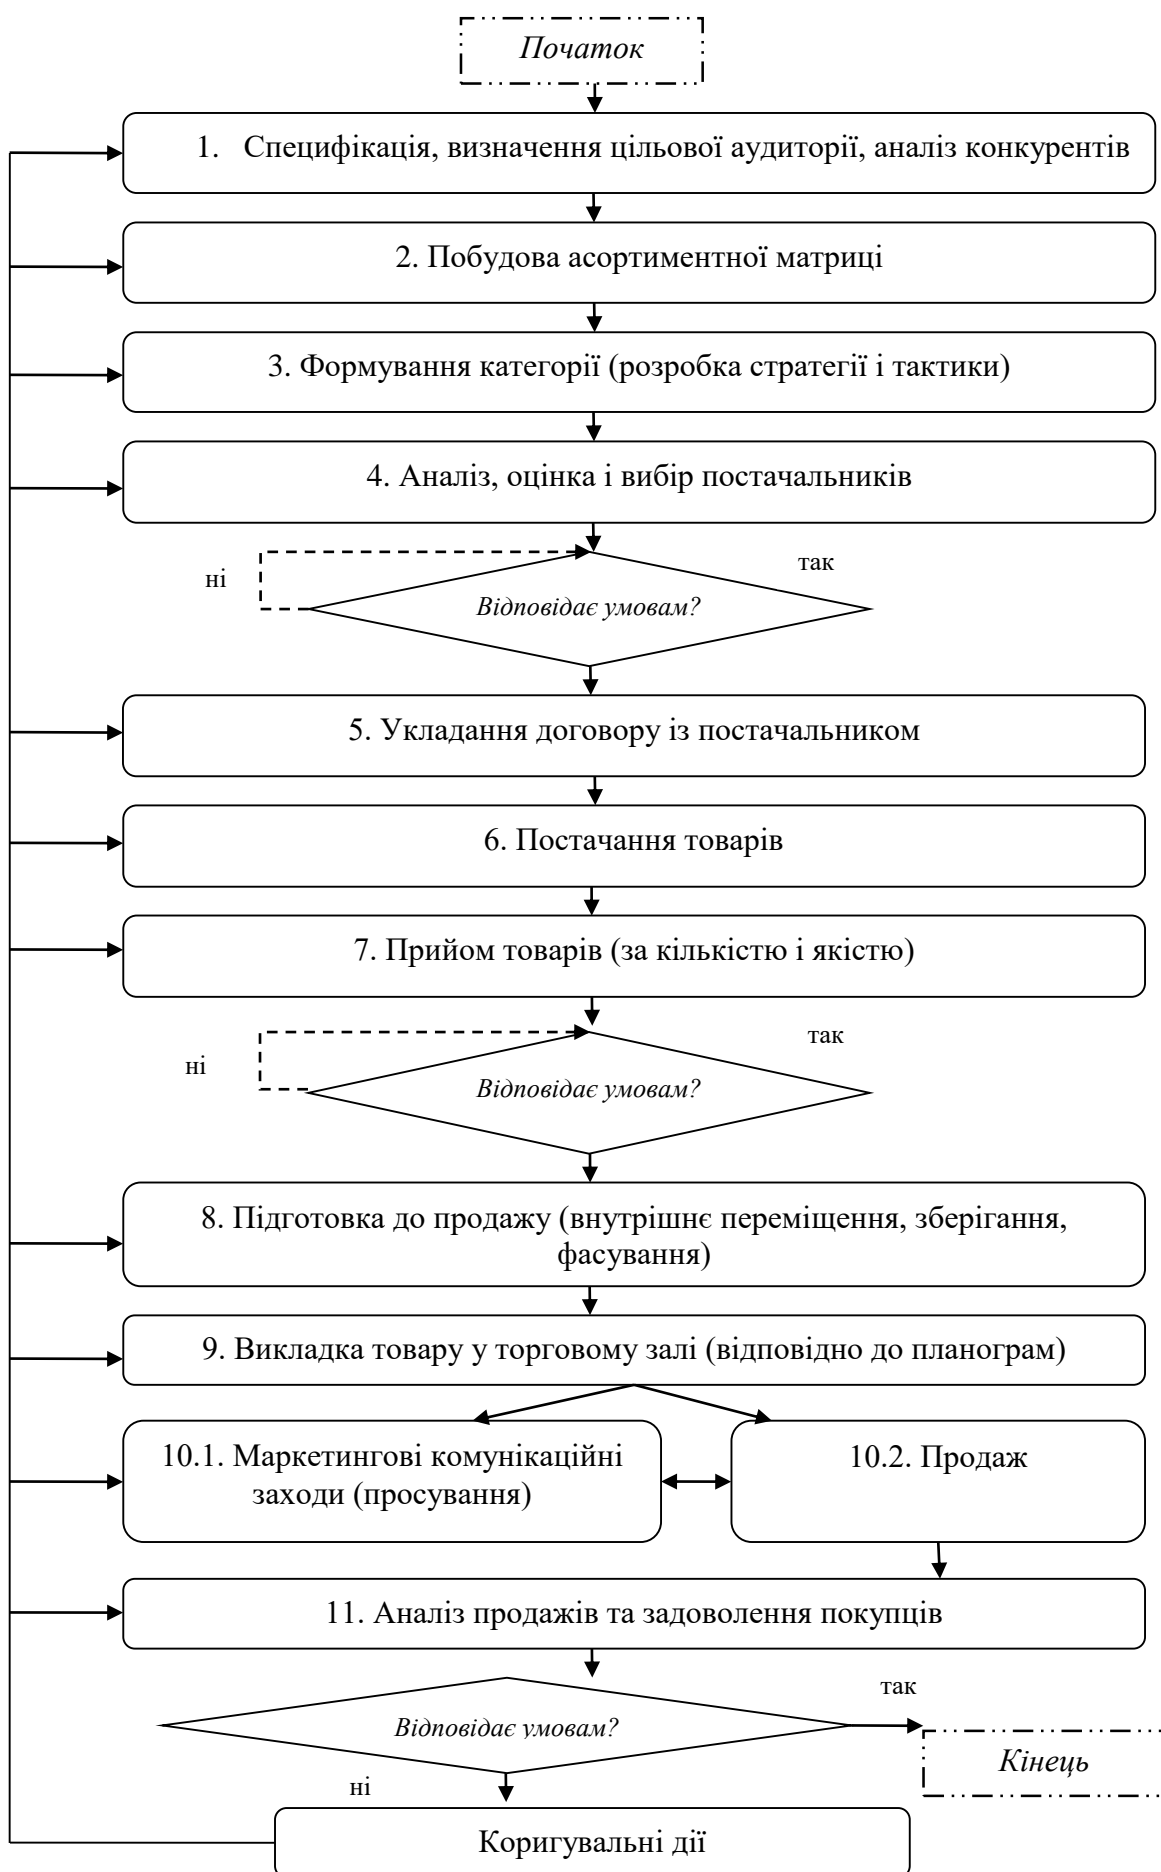 Початок
1. Специфікація, визначення цільової аудиторії, аналіз конкурентів
2. Побудова асортиментної матриці
3. Формування категорії (розробка стратегії і тактики)
4. Аналіз, оцінка і вибір постачальників
ні
так
Відповідає умовам?
5. Укладання договору із постачальником
6. Постачання товарів
7. Прийом товарів (за кількістю і якістю)
ні
так
Відповідає умовам?
8. Підготовка до продажу (внутрішнє переміщення, зберігання,
фасування)
9. Викладка товару у торговому залі (відповідно до планограм)
10.1. Маркетингові комунікаційні
заходи (просування)
10.2. Продаж
11. Аналіз продажів та задоволення покупців
так
Відповідає умовам?
Кінець
ні
Коригувальні дії